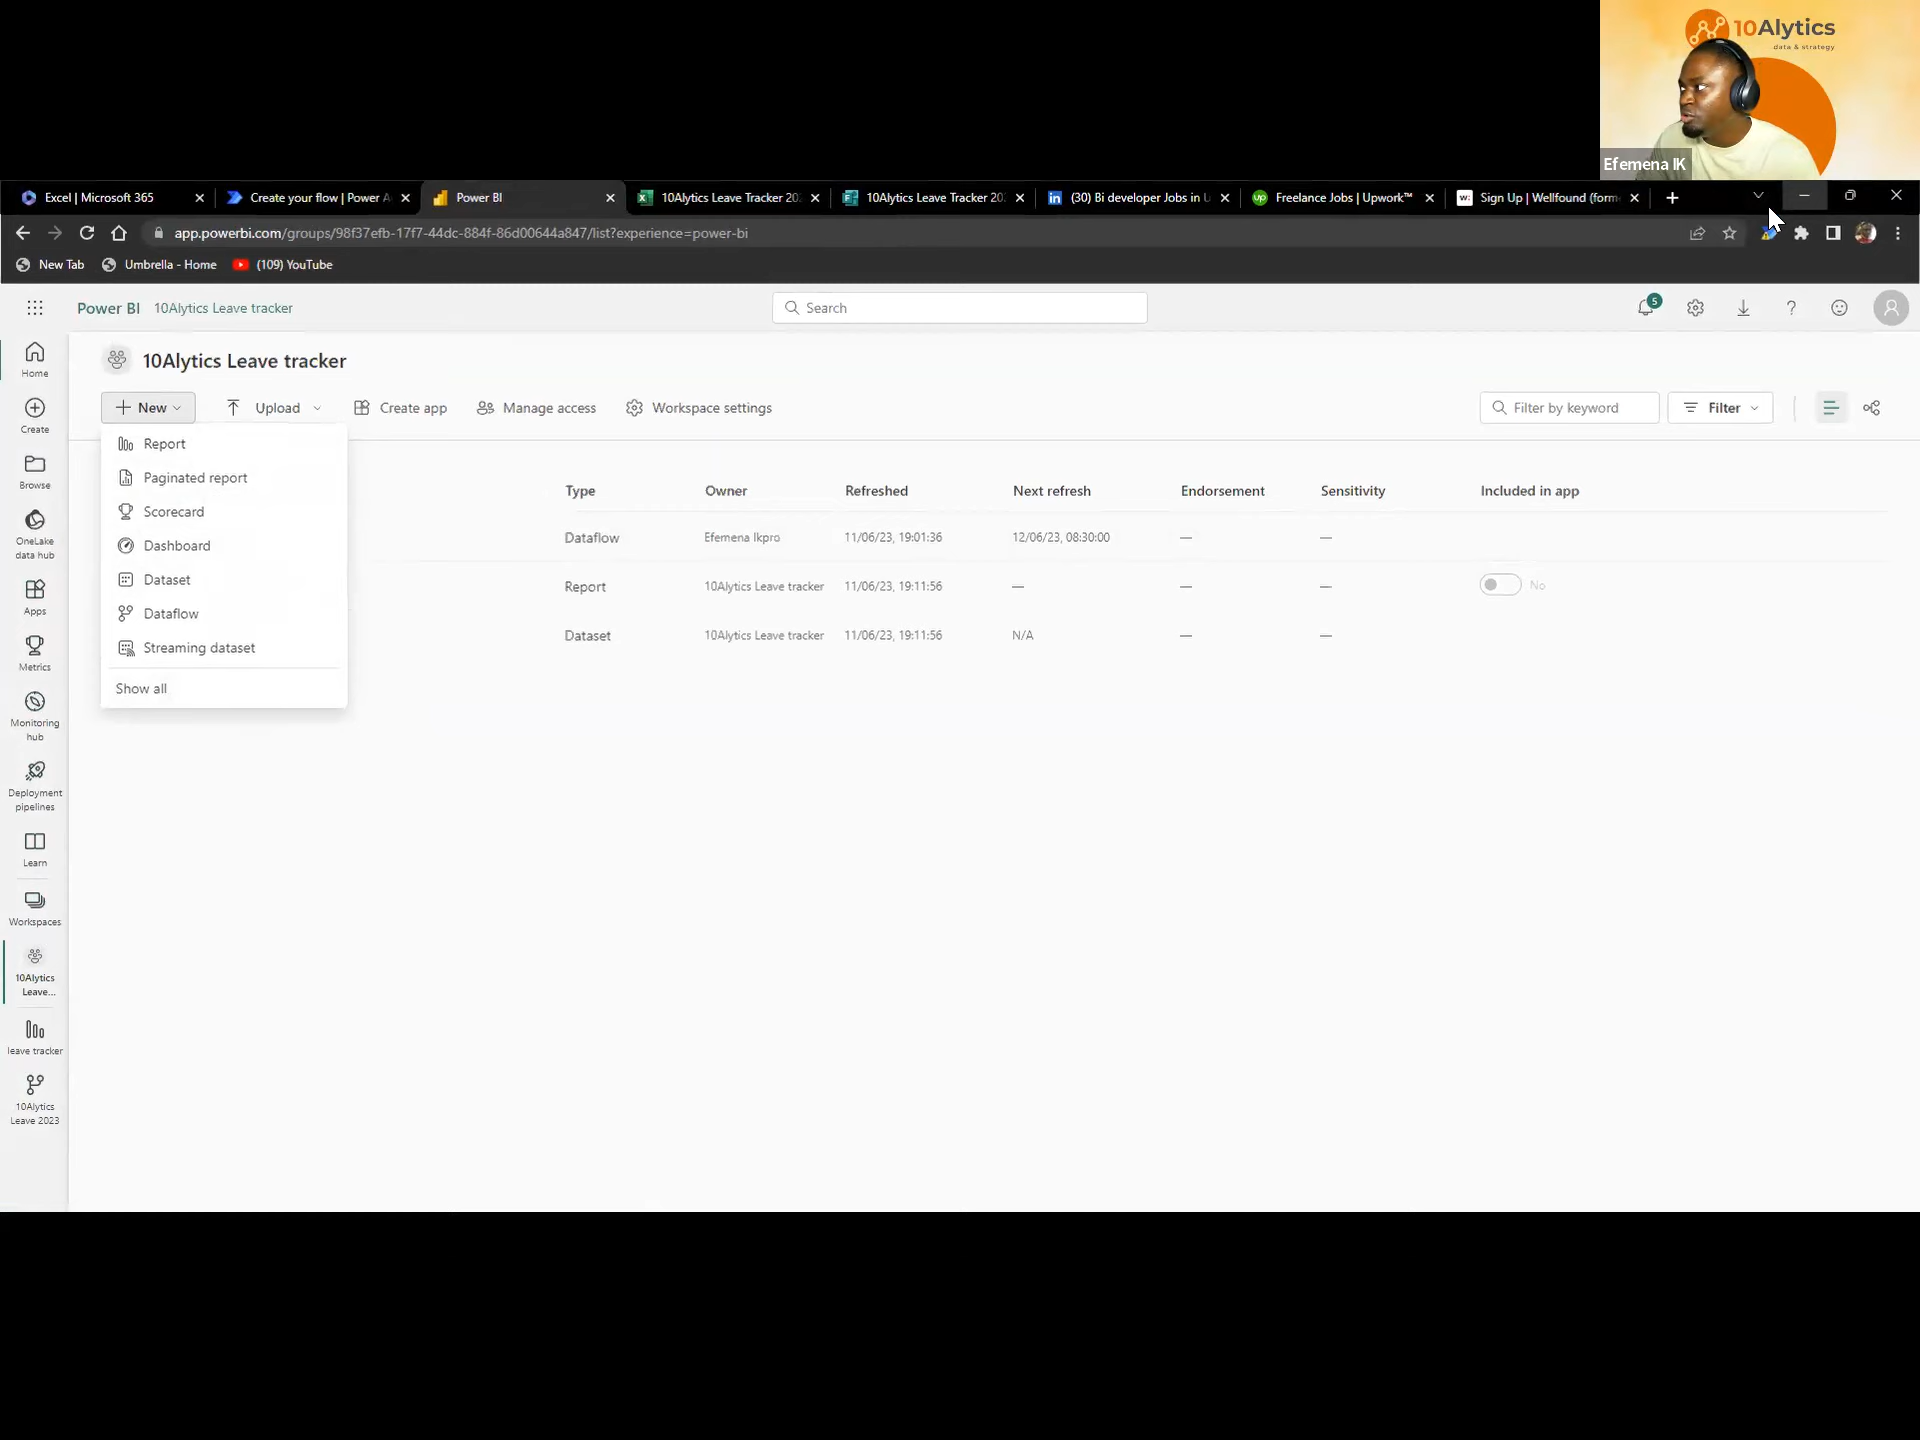 10Alytics
data & strategy
Efemena IK
Excel | Microsoft 365
Create your flow | Power A
Power BI
10Alytics Leave Tracker 20
10Alytics Leave Tracker 20
(30) Bi developer Jobs in U
Freelance Jobs | Upwork™
Sign Up | Wellfound (form
app.powerbi.com/groups/98f37efb-17f7-44dc-884f-86d00644a847/list?experience=power-bi
New Tab
Umbrella - Home
(109) YouTube
Power BI 10Alytics Leave tracker
Search
5
10Alytics Leave tracker
New
Upload
Create app
Manage access
Workspace settings
Filter by keyword
Filter
Report
Paginated report
Scorecard
Dashboard
Dataset
Dataflow
Streaming dataset
Show all
Type Owner Refreshed Next refresh Endorsement Sensitivity Included in app
Dataflow Efemena Ikpro 11/06/23, 19:01:36 12/06/23, 08:30:00 — —
Report 10Alytics Leave tracker 11/06/23, 19:11:56 — — — No
Dataset 10Alytics Leave tracker 11/06/23, 19:11:56 N/A — —
Home
Create
Browse
OneLake
data hub
Apps
Metrics
Monitoring
hub
Deployment
pipelines
Learn
Workspaces
10Alytics
Leave...
leave tracker
10Alytics
Leave 2023